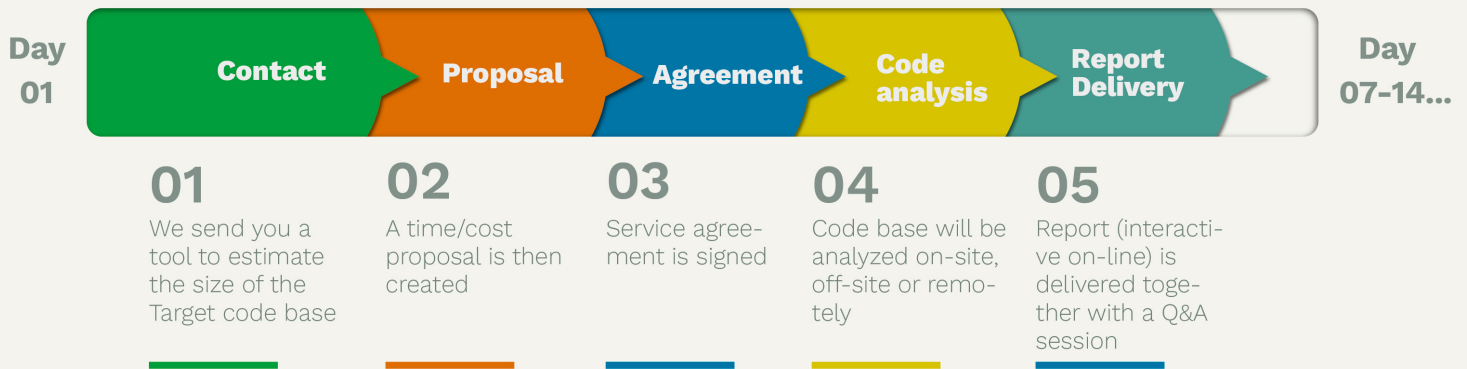 Day
01
Contact
Proposal
Agreement
Code
analysis
Report
Delivery
Day
07-14...
01
We send you a
tool to estimate
the size of the
Target code base
02
A time/cost
proposal is then
created
03
Service agree-
ment is signed
04
Code base will be
analyzed on-site,
off-site or remo-
tely
05
Report (interacti-
ve on-line) is
delivered toge-
ther with a Q&A
session